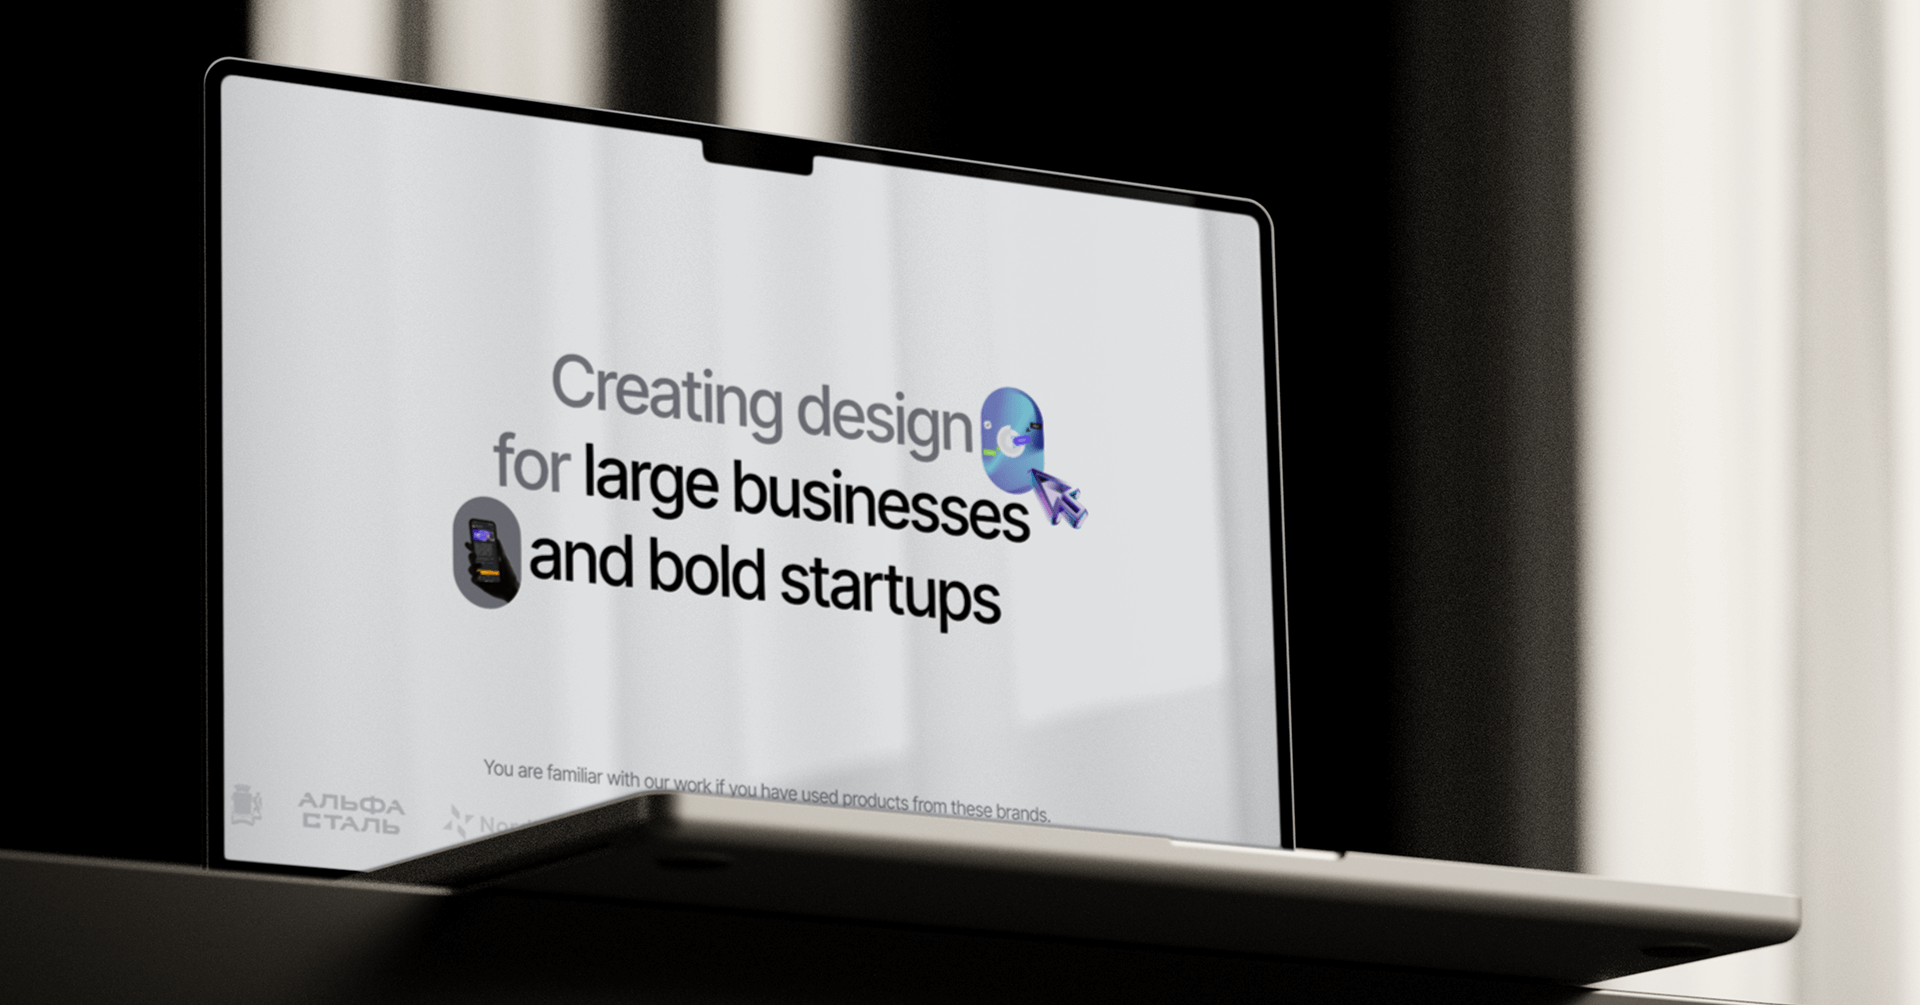 Creating design
for large businesses
and bold startups
You are familiar with our work if you have used products from these brands.
АЛЬФА
СТАЛЬ